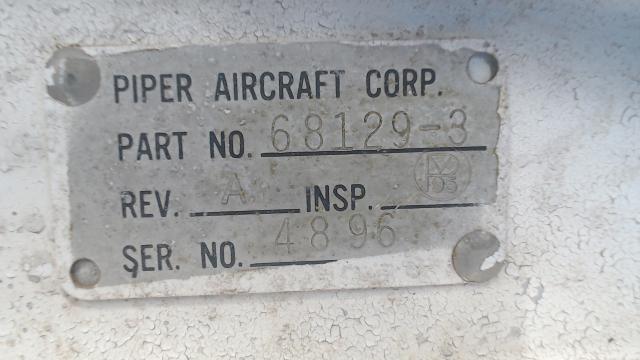 PIPER AIRCRAFT CORP.
PART NO. 68129-3
REV. A INSP.
SER. NO. 4896